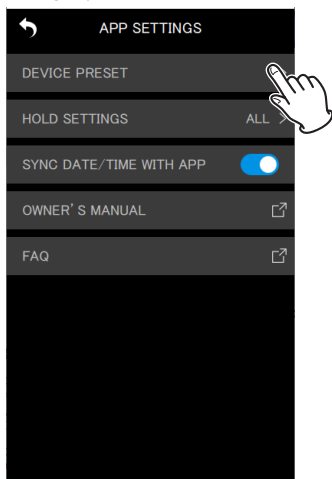 APP SETTINGS
DEVICE PRESET
HOLD SETTINGS ALL >
SYNC DATE/TIME WITH APP
OWNER'S MANUAL
FAQ